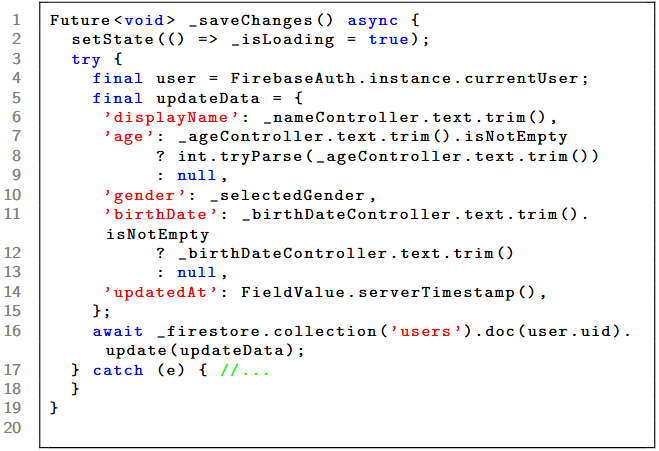 1 Future<void> _saveChanges() async {
2 setState(() => _isLoading = true);
3 try {
4 final user = FirebaseAuth.instance.currentUser;
5 final updateData = {
6 'displayName': _nameController.text.trim(),
7 'age': _ageController.text.trim().isNotEmpty
8 ? int.tryParse(_ageController.text.trim())
9 : null,
10 'gender': _selectedGender,
11 'birthDate': _birthDateController.text.trim().
isNotEmpty
12 ? _birthDateController.text.trim()
13 : null,
14 'updatedAt': FieldValue.serverTimestamp(),
15 };
16 await _firestore.collection('users').doc(user.uid).
update(updateData);
17 } catch (e) { //...
18 }
19 }
20